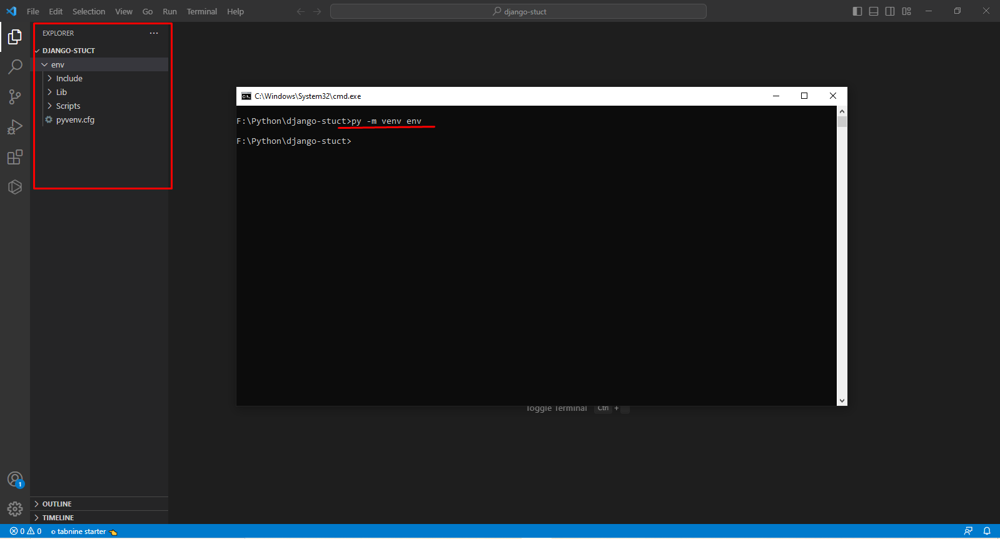 File Edit Selection View Go Run Terminal Help
django-stuct
EXPLORER
DJANGO-STUCT
env
Include
Lib
Scripts
pyvenv.cfg
C:\Windows\System32\cmd.exe
F:\Python\django-stuct>py -m venv env
F:\Python\django-stuct>
Toggle Terminal Ctrl +
1
OUTLINE
TIMELINE
0 0 tabnine starter